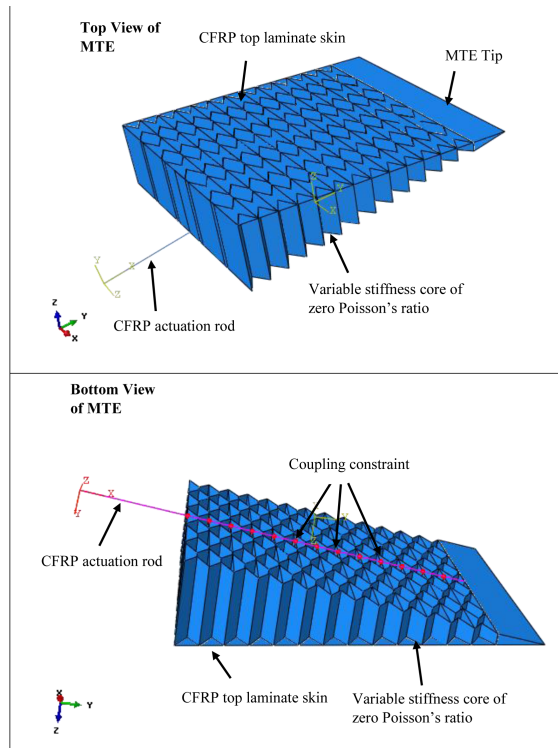 Top View of
MTE
CFRP top laminate skin
MTE Tip
Z
Y
X
Y
X
Z
Variable stiffness core of
zero Poisson's ratio
CFRP actuation rod
Z
Y
X
Bottom View
of MTE
Coupling constraint
Z
X
Y
CFRP actuation rod
CFRP top laminate skin
Variable stiffness core of
zero Poisson's ratio
X
Y
Z